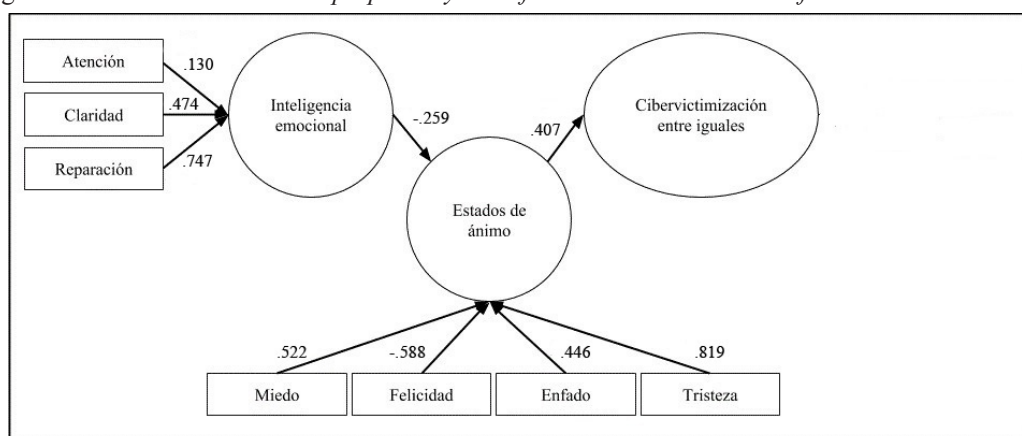 Atención
.130
Inteligencia
emocional
Cibervictimización
entre iguales
Claridad
.474
-.259
.407
Reparación
.747
Estados de
ánimo
.522
-.588
.446
.819
Miedo
Felicidad
Enfado
Tristeza